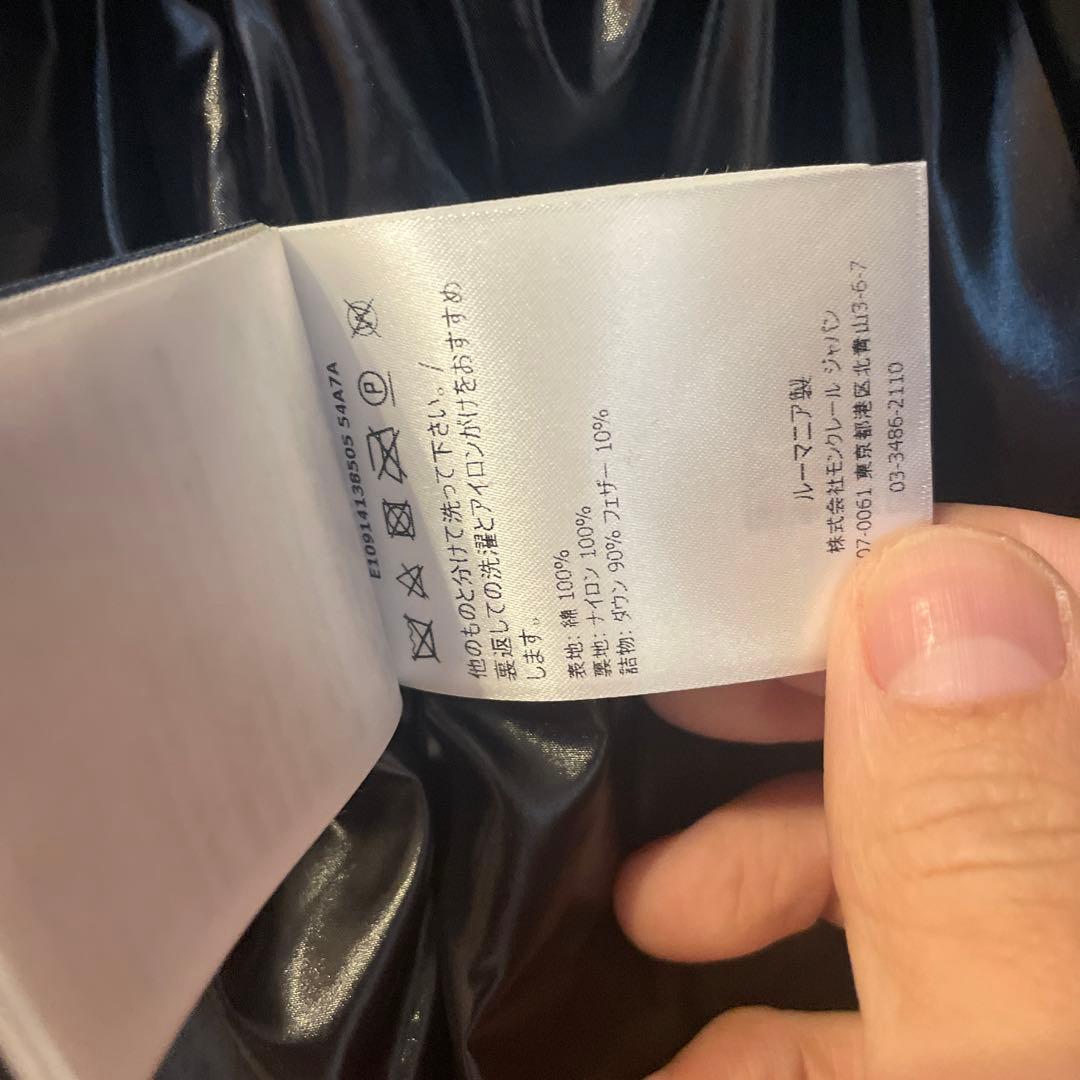 E1091413B505 54A7A
P
W
他のものと分けて洗って下さい。/
裏返しての洗濯とアイロンがけをおすすめ
します。
表地: 綿 100%
裏地: ナイロン 100%
詰物: ダウン 90% フェザー 10%
ルーマニア製
株式会社モンクレール ジャパン
07-0061 東京都港区北青山3-6-7
03-3486-2110